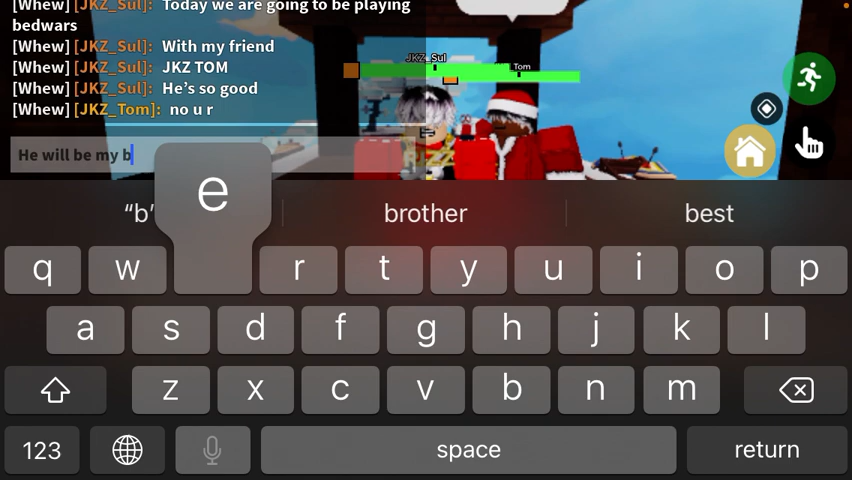 [Whew] [JKZ_Sul]: Today we are going to be playing
bedwars
[Whew] [JKZ_Sul]: With my friend
[Whew] [JKZ_Sul]: JKZ TOM
[Whew] [JKZ_Sul]: He's so good
[Whew] [JKZ_Tom]: no u r
JKZ_Sul
_Tom
He will be my b
e
“b” brother best
q w r t y u i o p
a s d f g h j k l
z x c v b n m
123 space return